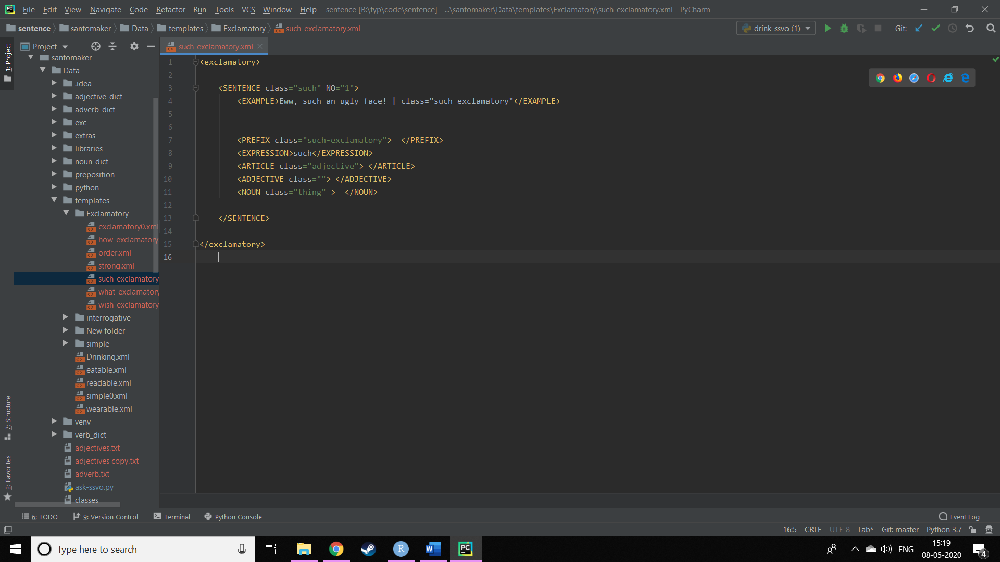 File Edit View Navigate Code Refactor Run Tools VCS Window Help sentence [B:\fyp\code\sentence] - ...\santomaker\Data\templates\Exclamatory\such-exclamatory.xml - PyCharm
sentence santomaker Data templates Exclamatory such-exclamatory.xml drink-ssvo (1) Git:
Project such-exclamatory.xml
1: Project
santomaker
Data
.idea
adjective_dict
adverb_dict
exc
extras
libraries
noun_dict
preposition
python
templates
Exclamatory
exclamatory0.xml
how-exclamatory.
order.xml
strong.xml
such-exclamatory
what-exclamatory
wish-exclamatory
interrogative
New folder
simple
Drinking.xml
eatable.xml
readable.xml
simple0.xml
wearable.xml
venv
verb_dict
adjectives.txt
adjectives copy.txt
adverb.txt
ask-ssvo.py
classes
7: Structure
2: Favorites
1 <exclamatory>
2
3 <SENTENCE class="such" NO="1">
4 <EXAMPLE>Eww, such an ugly face! | class="such-exclamatory"</EXAMPLE>
5
6
7 <PREFIX class="such-exclamatory">  </PREFIX>
8 <EXPRESSION>such</EXPRESSION>
9 <ARTICLE class="adjective"> </ARTICLE>
10 <ADJECTIVE class=""> </ADJECTIVE>
11 <NOUN class="thing" >  </NOUN>
12
13 </SENTENCE>
14
15 </exclamatory>
16
6: TODO 9: Version Control Terminal Python Console Event Log
16:5 CRLF UTF-8 Tab* Git: master Python 3.7
Type here to search ENG 15:19
08-05-2020 4